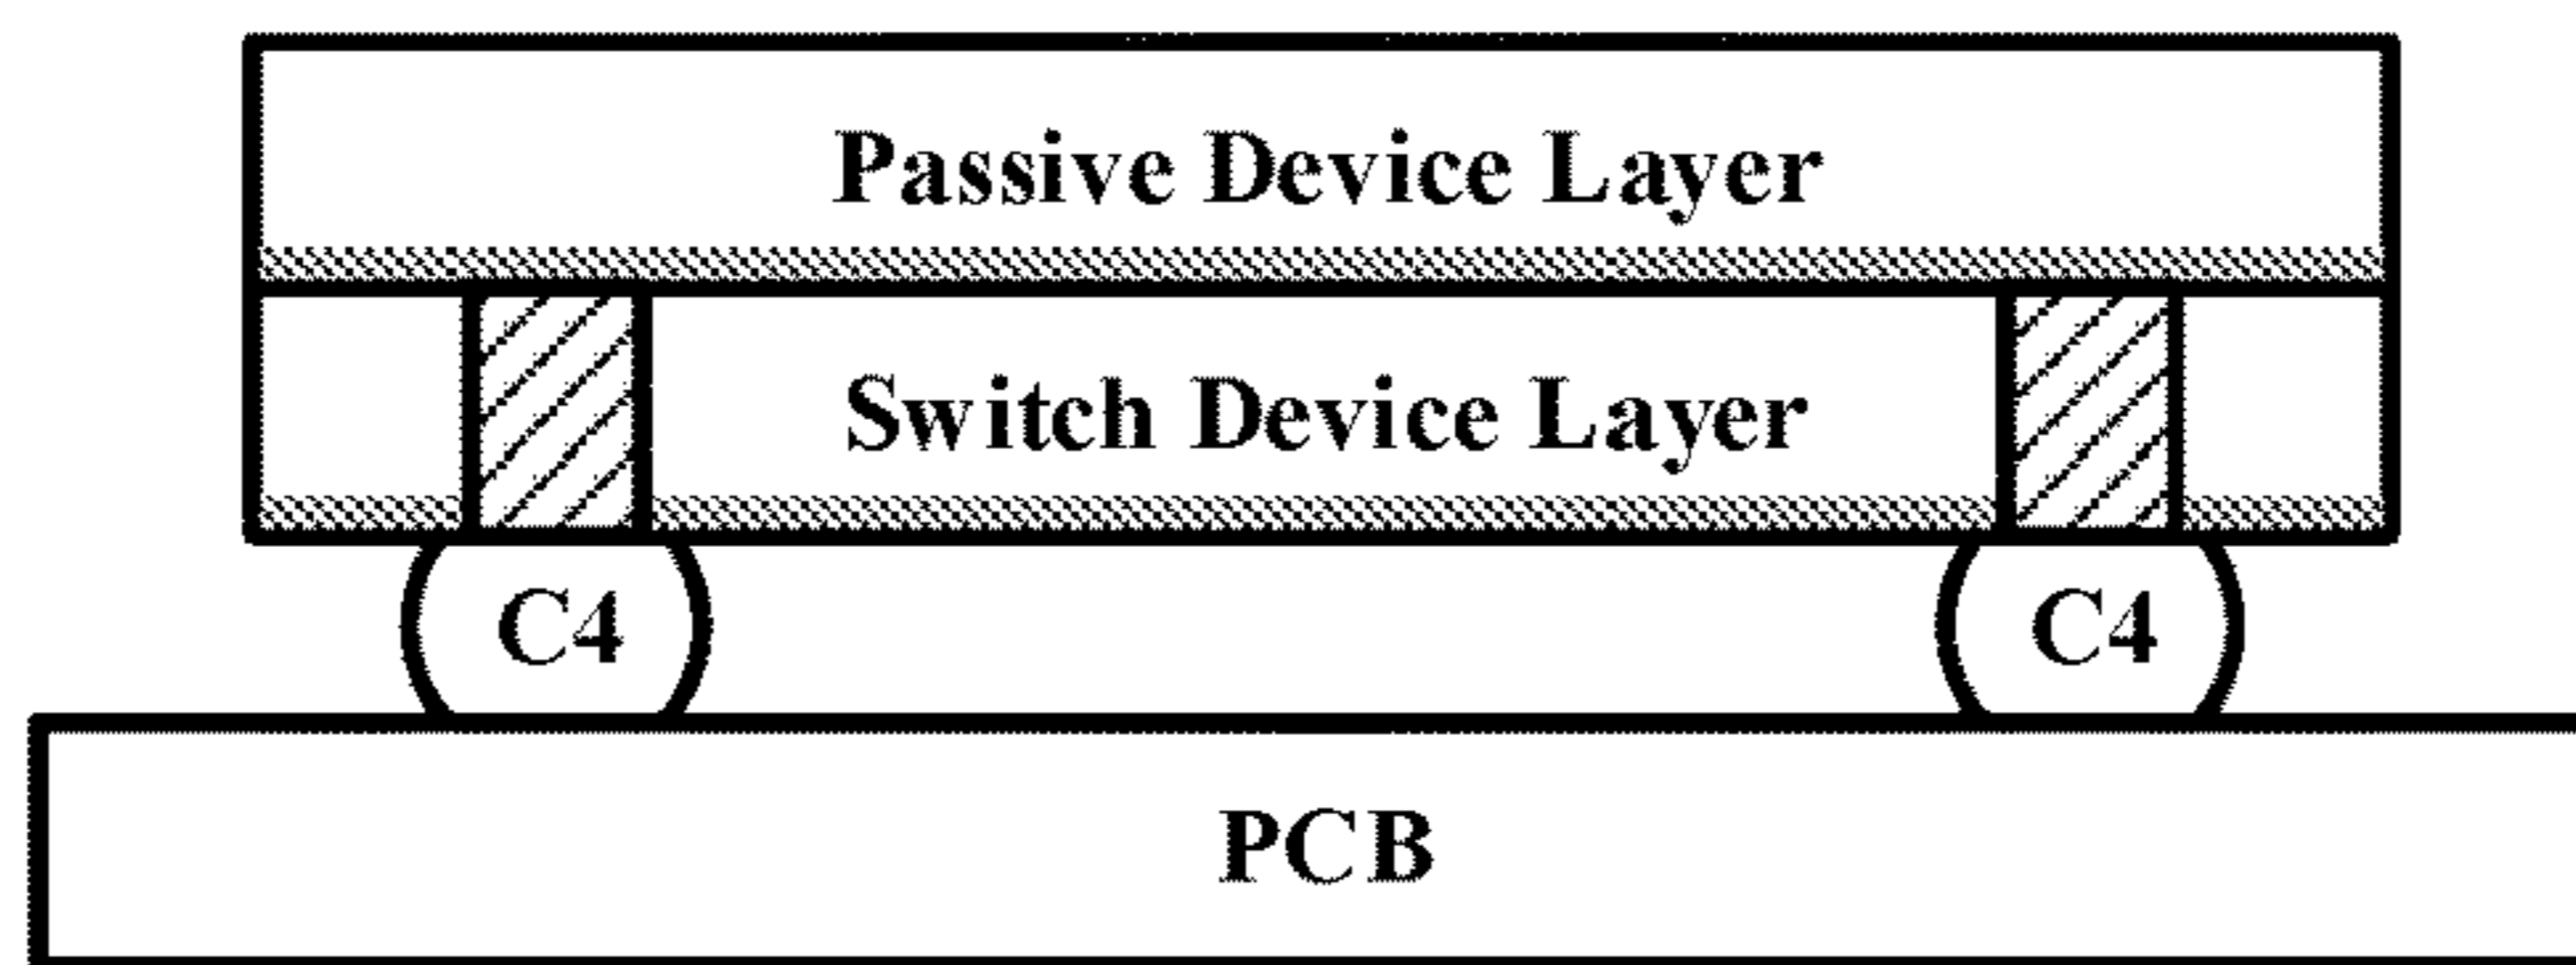 Passive Device Layer
Switch Device Layer
C4 C4
PCB